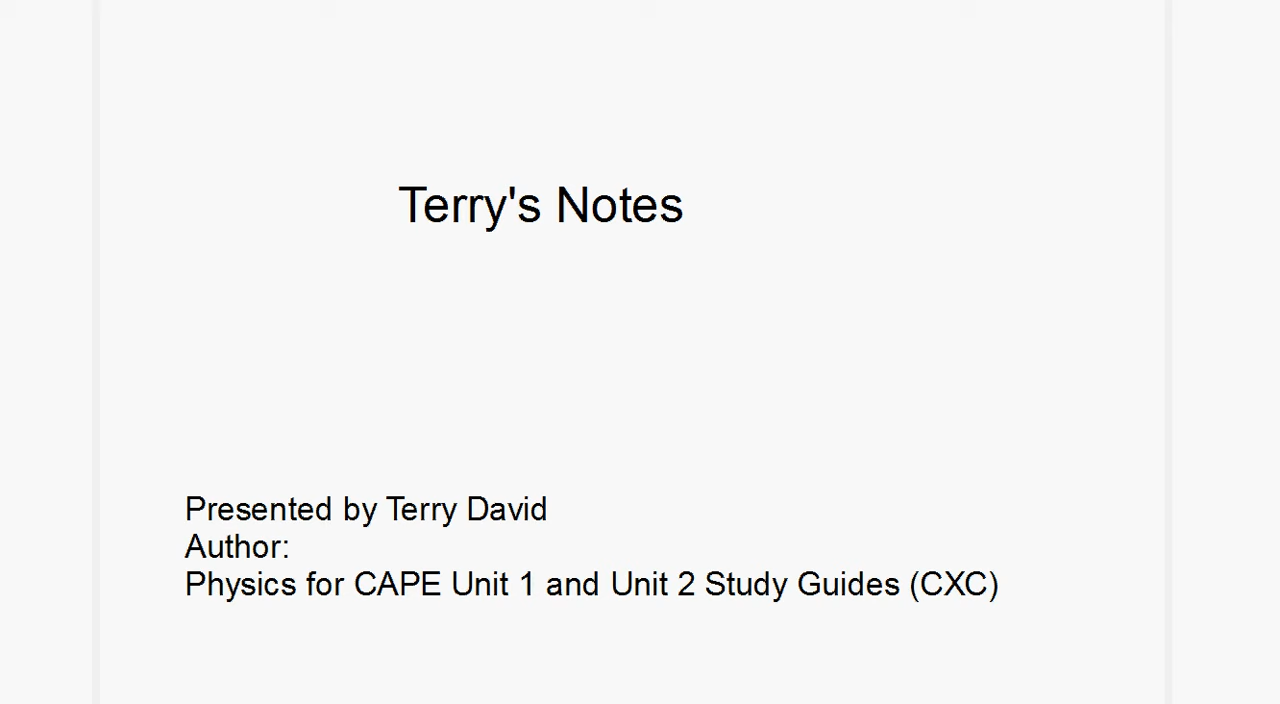 Terry's Notes
Presented by Terry David
Author:
Physics for CAPE Unit 1 and Unit 2 Study Guides (CXC)